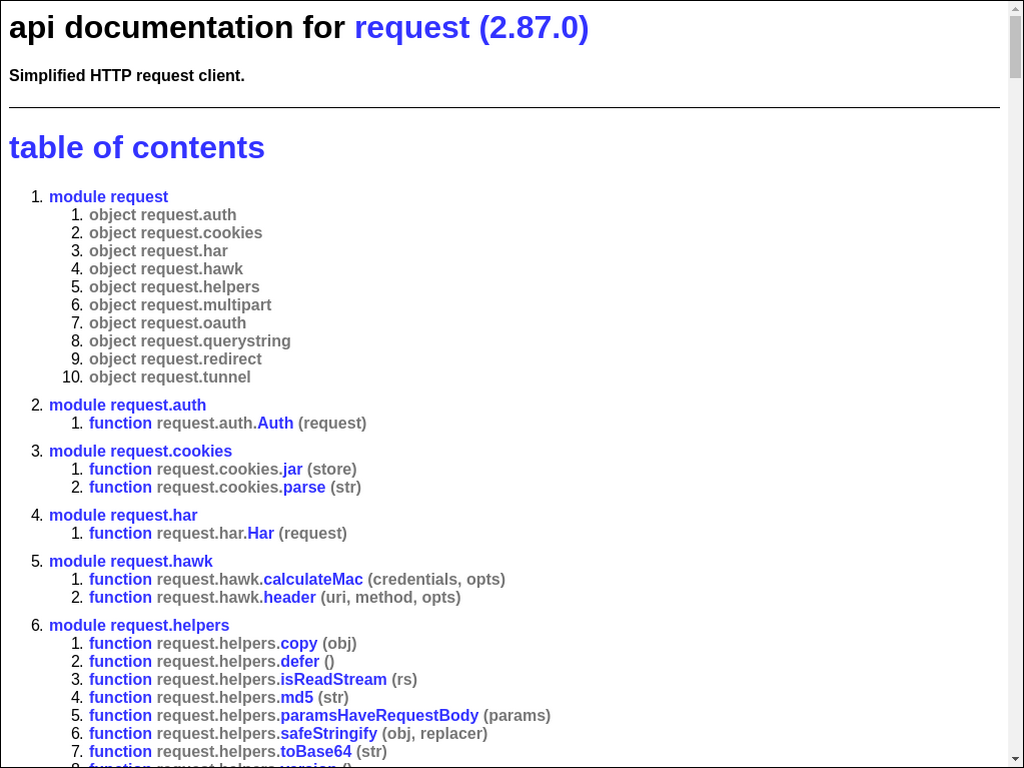 api documentation for request (2.87.0)
Simplified HTTP request client.
table of contents
1. module request
1. object request.auth
2. object request.cookies
3. object request.har
4. object request.hawk
5. object request.helpers
6. object request.multipart
7. object request.oauth
8. object request.querystring
9. object request.redirect
10. object request.tunnel
2. module request.auth
1. function request.auth.Auth (request)
3. module request.cookies
1. function request.cookies.jar (store)
2. function request.cookies.parse (str)
4. module request.har
1. function request.har.Har (request)
5. module request.hawk
1. function request.hawk.calculateMac (credentials, opts)
2. function request.hawk.header (uri, method, opts)
6. module request.helpers
1. function request.helpers.copy (obj)
2. function request.helpers.defer ()
3. function request.helpers.isReadStream (rs)
4. function request.helpers.md5 (str)
5. function request.helpers.paramsHaveRequestBody (params)
6. function request.helpers.safeStringify (obj, replacer)
7. function request.helpers.toBase64 (str)
8. function request.helpers.version ()